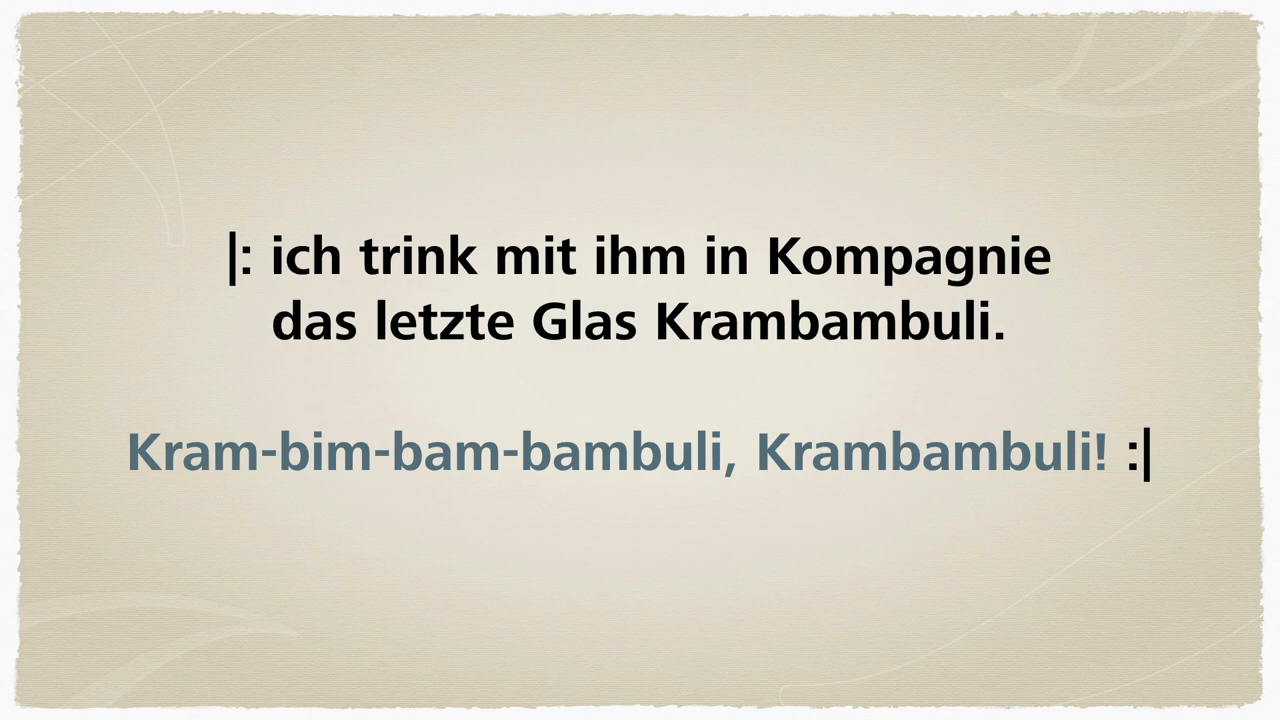 |: ich trink mit ihm in Kompagnie
das letzte Glas Krambambuli.
Kram-bim-bam-bambuli, Krambambuli! :|